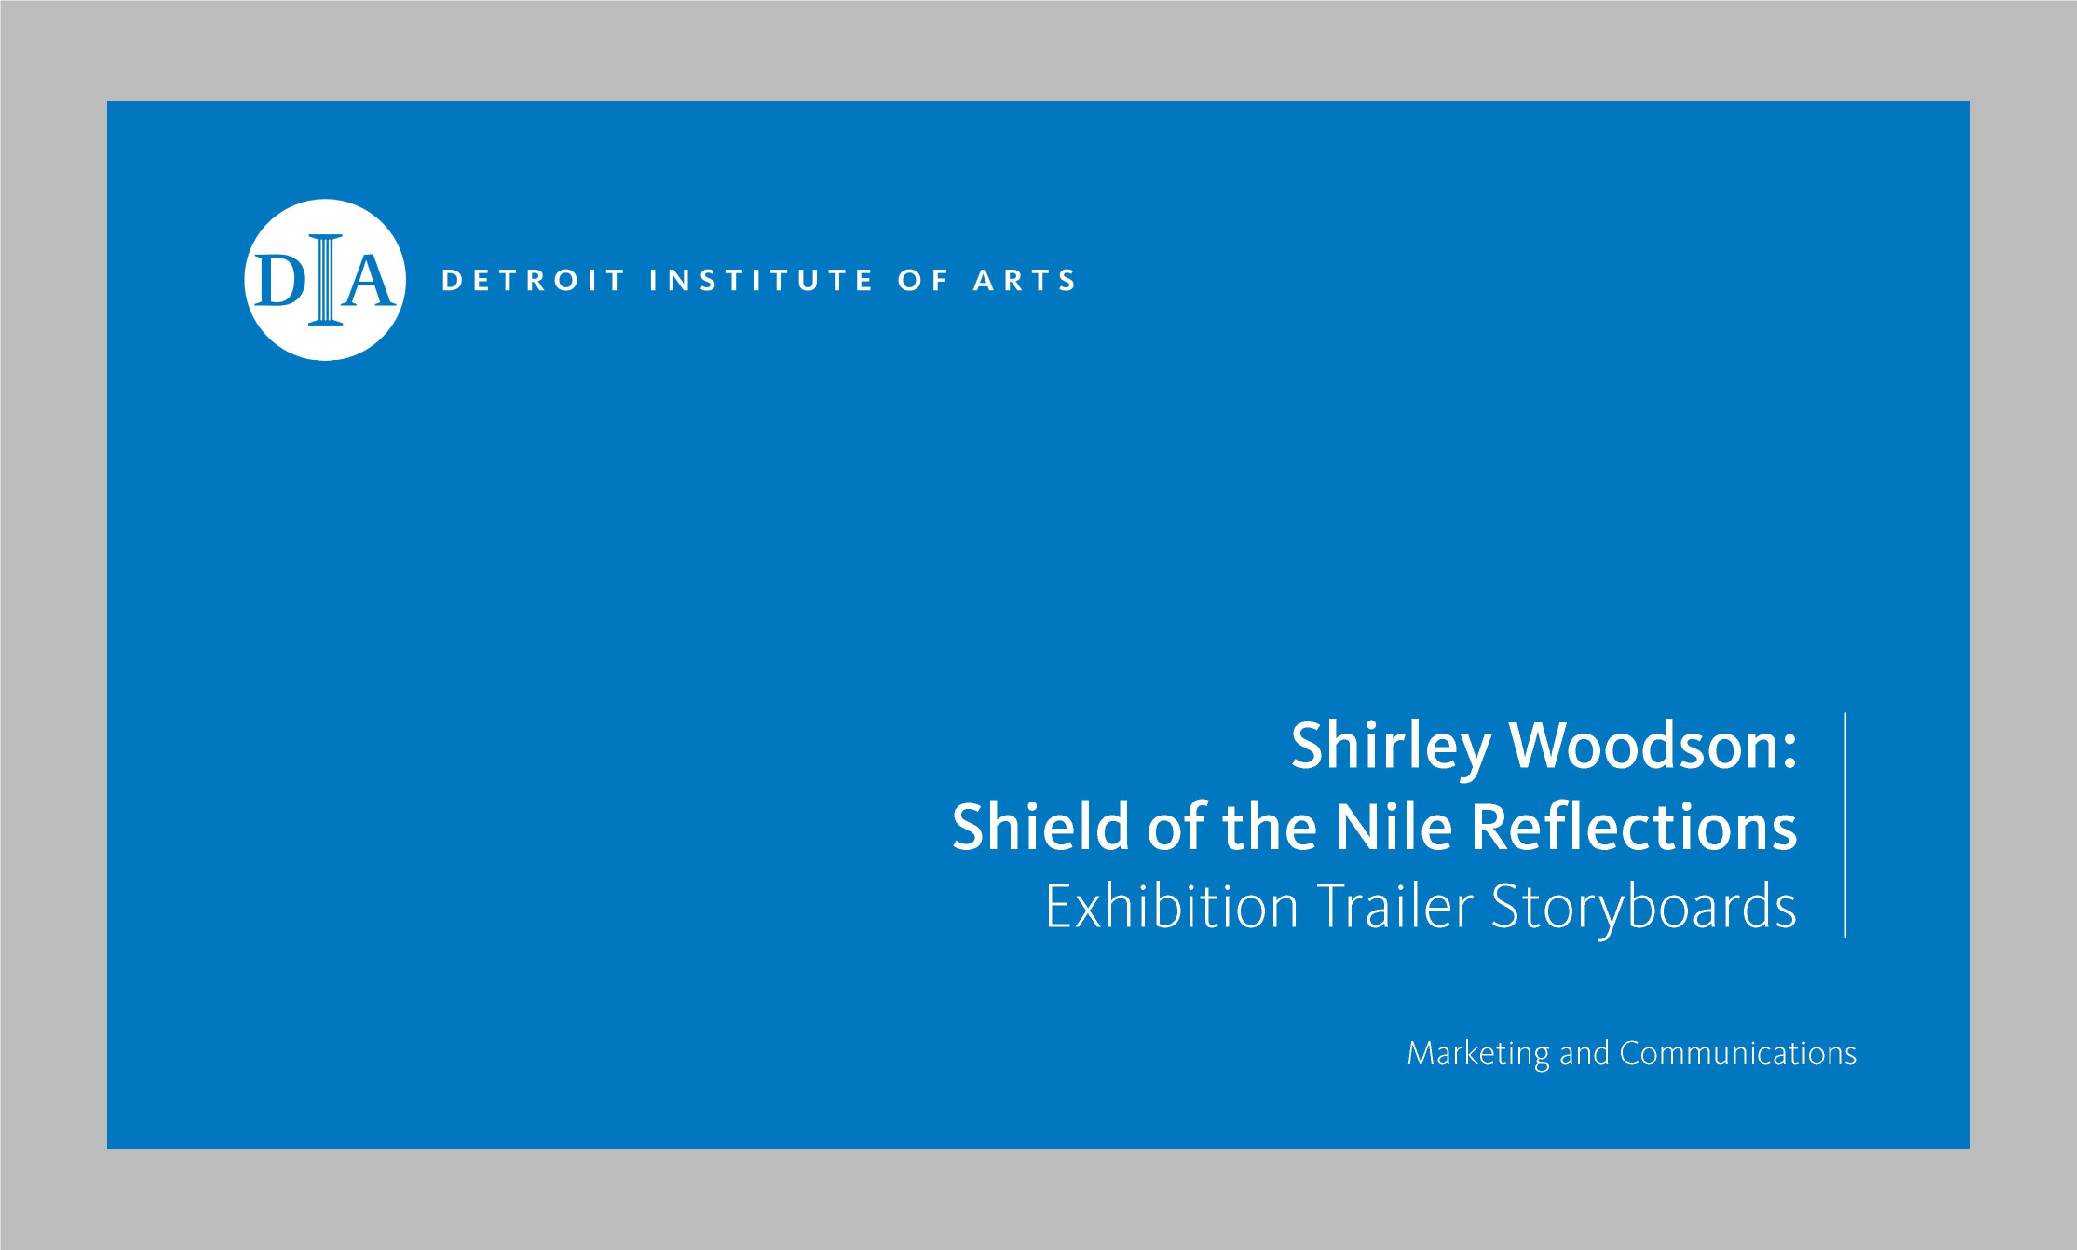 DIA
DETROIT INSTITUTE OF ARTS
Shirley Woodson:
Shield of the Nile Reflections
Exhibition Trailer Storyboards
Marketing and Communications